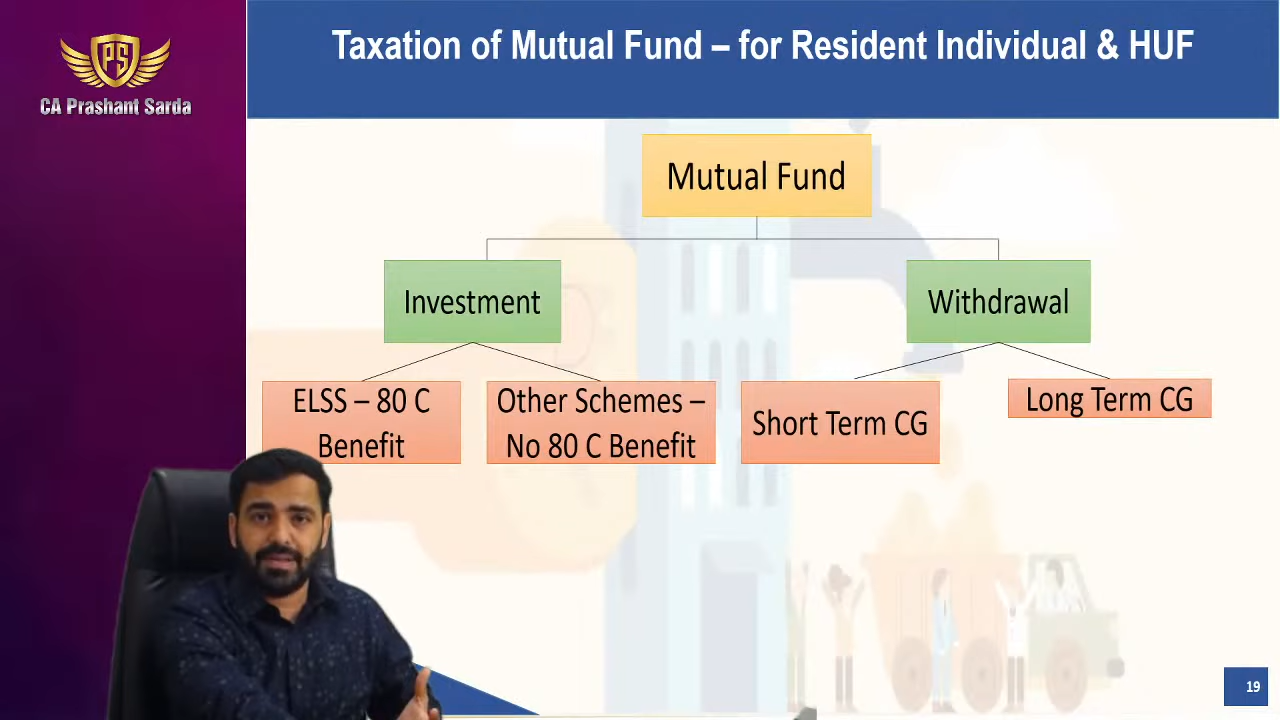 PS
CA Prashant Sarda
Taxation of Mutual Fund – for Resident Individual & HUF
Mutual Fund
Investment
Withdrawal
ELSS – 80 C
Benefit
Other Schemes –
No 80 C Benefit
Short Term CG
Long Term CG
19